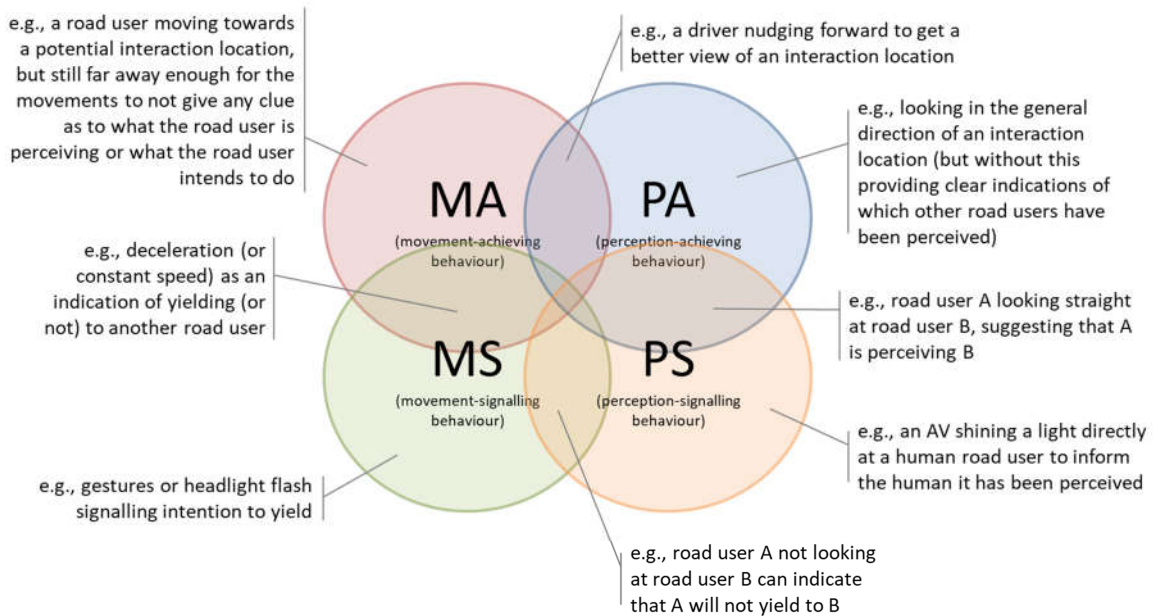 e.g., a road user moving towards
a potential interaction location,
but still far away enough for the
movements to not give any clue
as to what the road user is
perceiving or what the road user
intends to do
e.g., a driver nudging forward to get a
better view of an interaction location
e.g., looking in the general
direction of an interaction
location (but without this
providing clear indications of
which other road users have
been perceived)
MA
(movement-achieving
behaviour)
PA
(perception-achieving
behaviour)
e.g., deceleration (or
constant speed) as an
indication of yielding (or
not) to another road user
e.g., road user A looking straight
at road user B, suggesting that A
is perceiving B
MS
(movement-signalling
behaviour)
PS
(perception-signalling
behaviour)
e.g., an AV shining a light directly
at a human road user to inform
the human it has been perceived
e.g., gestures or headlight flash
signalling intention to yield
e.g., road user A not looking
at road user B can indicate
that A will not yield to B